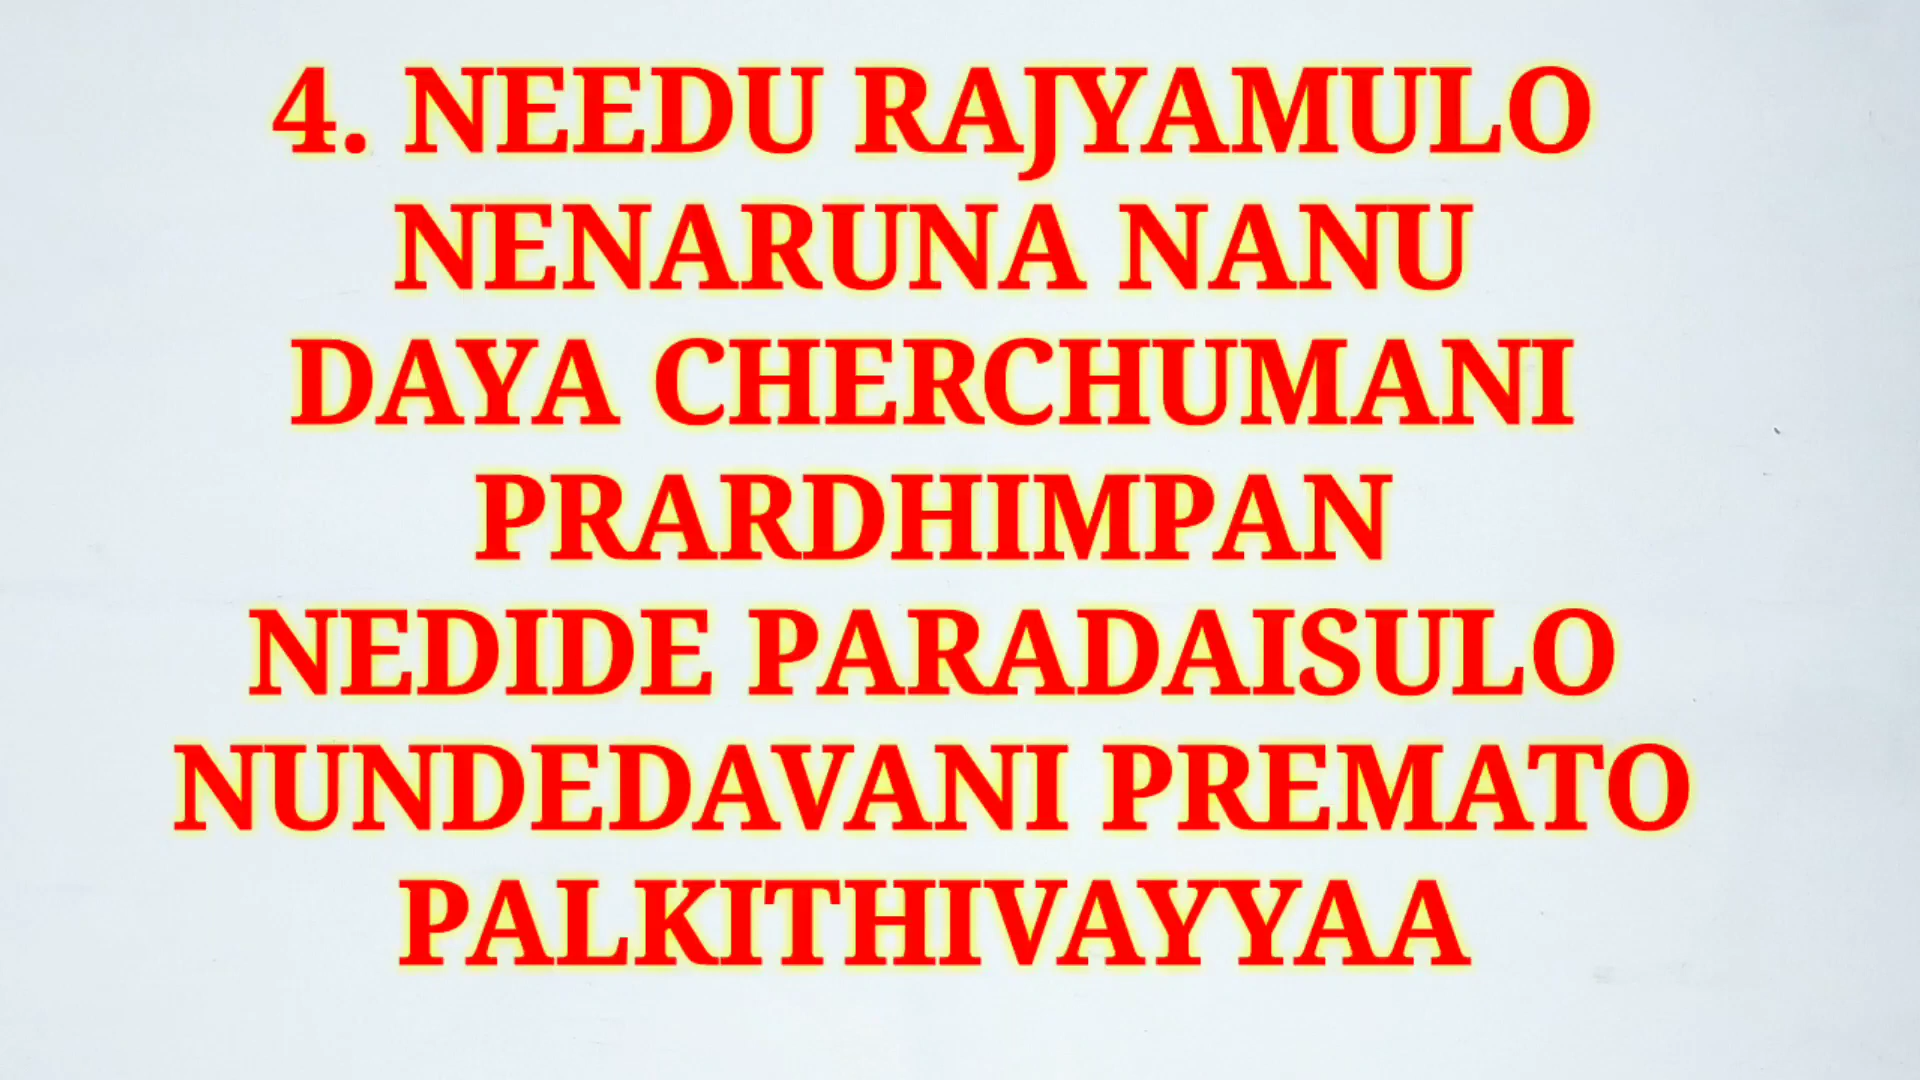 4. NEEDU RAJYAMULO
NENARUNA NANU
DAYA CHERCHUMANI
PRARDHIMPAN
NEDIDE PARADAISULO
NUNDEDAVANI PREMATO
PALKITHIVAYYAA